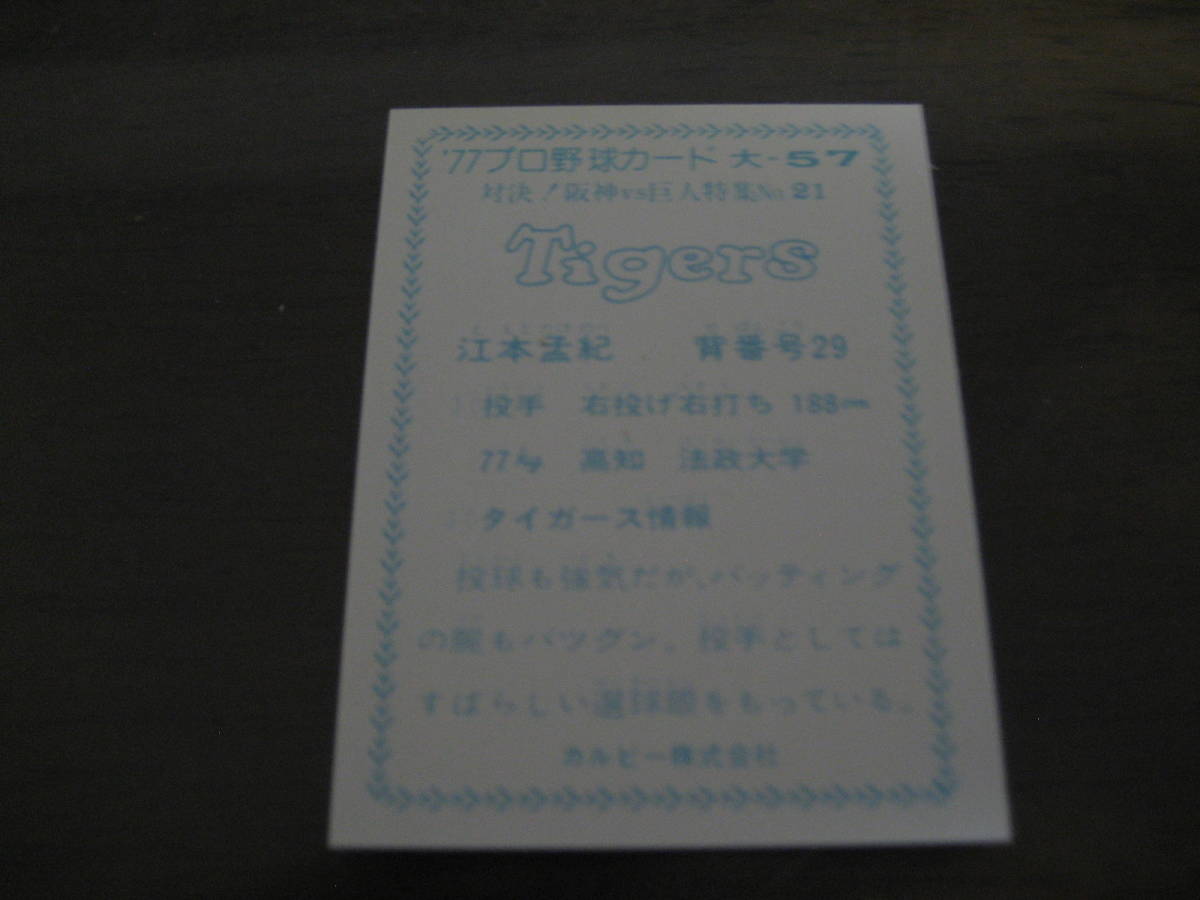 '77プロ野球カード 大-57
対決!阪神vs巨人特集No.21
Tigers
江本孟紀 背番号29
投手 右投げ右打ち 188cm
77kg 高知 法政大学
タイガース情報
投球も強気だが、バッティング
の腕もバツグン。投手としては
すばらしい選球眼をもっている。
カルビー株式会社